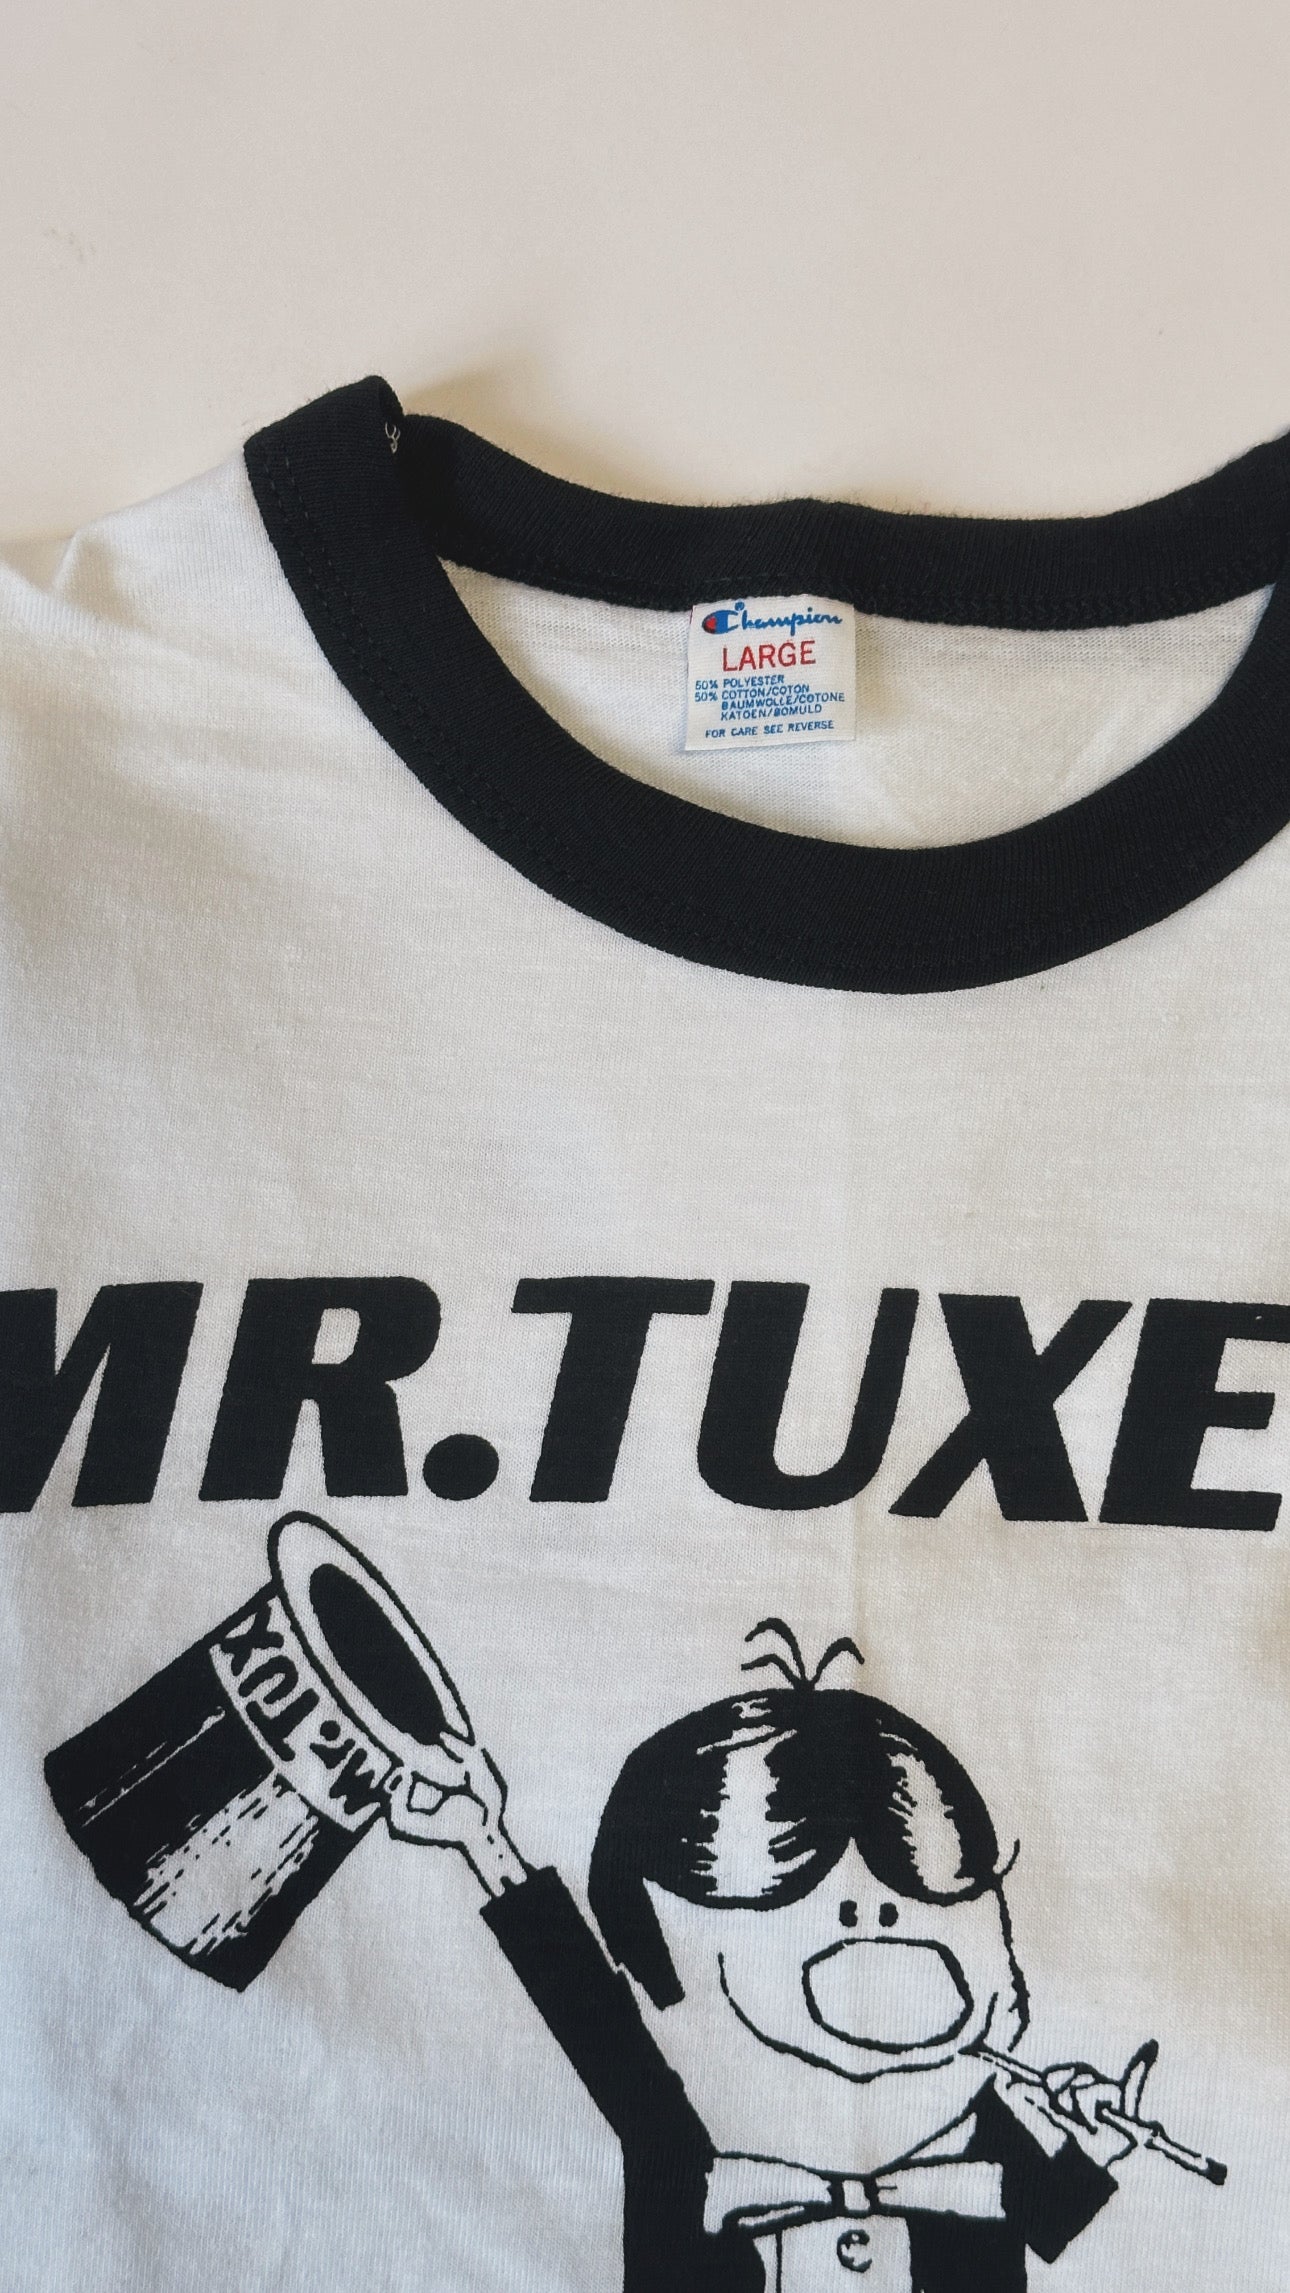 Champion
LARGE
50% POLYESTER
50% COTTON/COTON
BAUMWOLLE/COTONE
KATOEN/BOMULD
FOR CARE SEE REVERSE
MR.TUXE
Mr.TUX